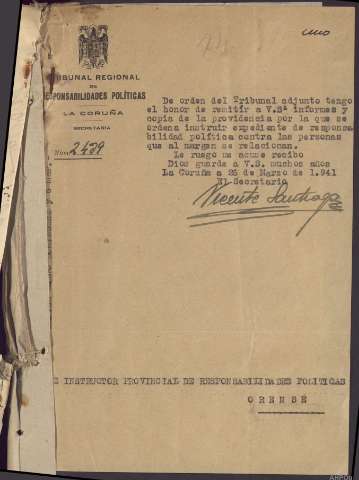 uno
TRIBUNAL REGIONAL
DE
RESPONSABILIDADES POLÍTICAS
LA CORUÑA
SECRETARIA
Núm. 2439
De orden del Tribunal adjunto tengo
el honor de remitir a V.Sª informes y
copia de la providencia por la que se
ordena instruir expediente de responsa
bilidad política contra las personas
que al margen se relacionan.
Le ruego me acuse recibo
Dios guarde a V.S. muchos años
La Coruña a 25 de Marzo de 1.941
El Secretario
Vicente Santiago
INSTRUCTOR PROVINCIAL DE RESPONSABILIDADES POLITICAS
ORENSE
AHPOu